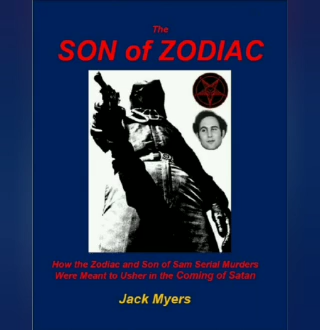 The
SON of ZODIAC
How the Zodiac and Son of Sam Serial Murders
Were Meant to Usher in the Coming of Satan
Jack Myers